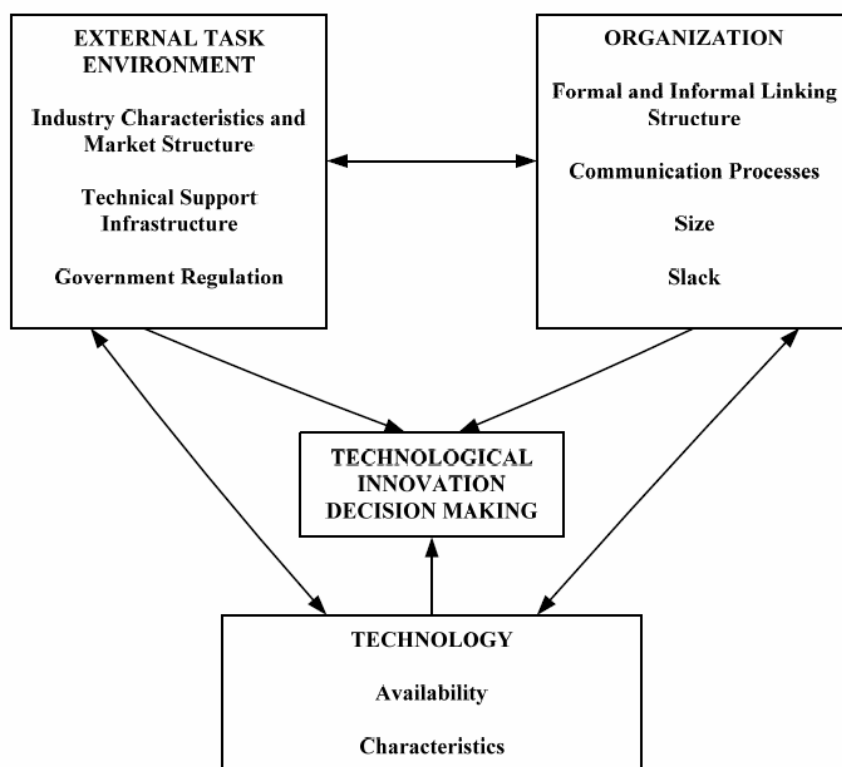 EXTERNAL TASK
ENVIRONMENT
Industry Characteristics and
Market Structure
Technical Support
Infrastructure
Government Regulation
ORGANIZATION
Formal and Informal Linking
Structure
Communication Processes
Size
Slack
TECHNOLOGICAL
INNOVATION
DECISION MAKING
TECHNOLOGY
Availability
Characteristics